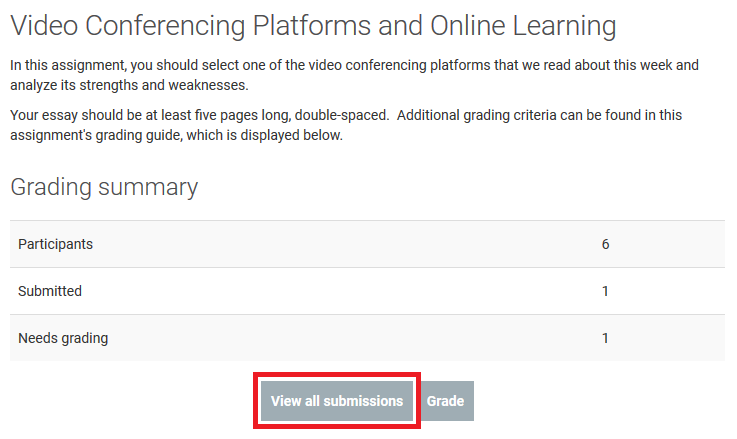 Video Conferencing Platforms and Online Learning
In this assignment, you should select one of the video conferencing platforms that we read about this week and
analyze its strengths and weaknesses.
Your essay should be at least five pages long, double-spaced.  Additional grading criteria can be found in this
assignment's grading guide, which is displayed below.
Grading summary
Participants 6
Submitted 1
Needs grading 1
View all submissions Grade